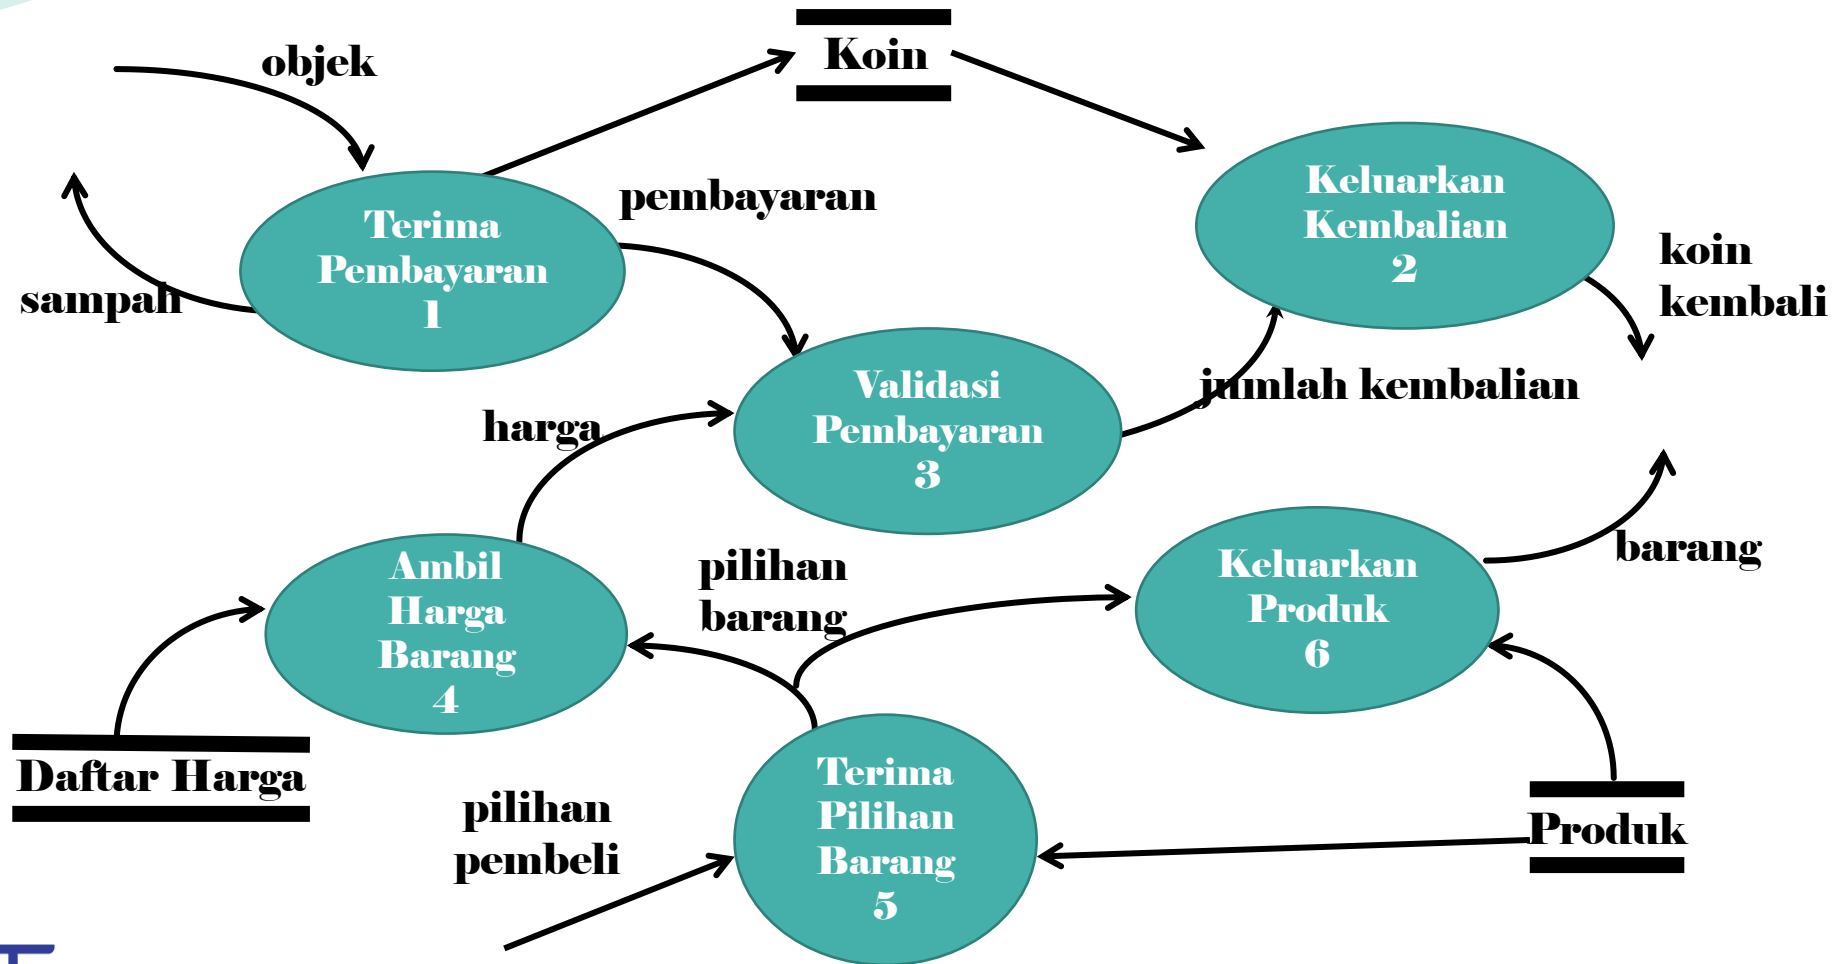 objek
Koin
Keluarkan
Kembalian
2
pembayaran
Terima
Pembayaran
1
koin
kembali
sampah
Validasi
Pembayaran
3
jumlah kembalian
harga
pilihan
barang
Keluarkan
Produk
6
barang
Ambil
Harga
Barang
4
Daftar Harga
Terima
Pilihan
Barang
5
pilihan
pembeli
Produk